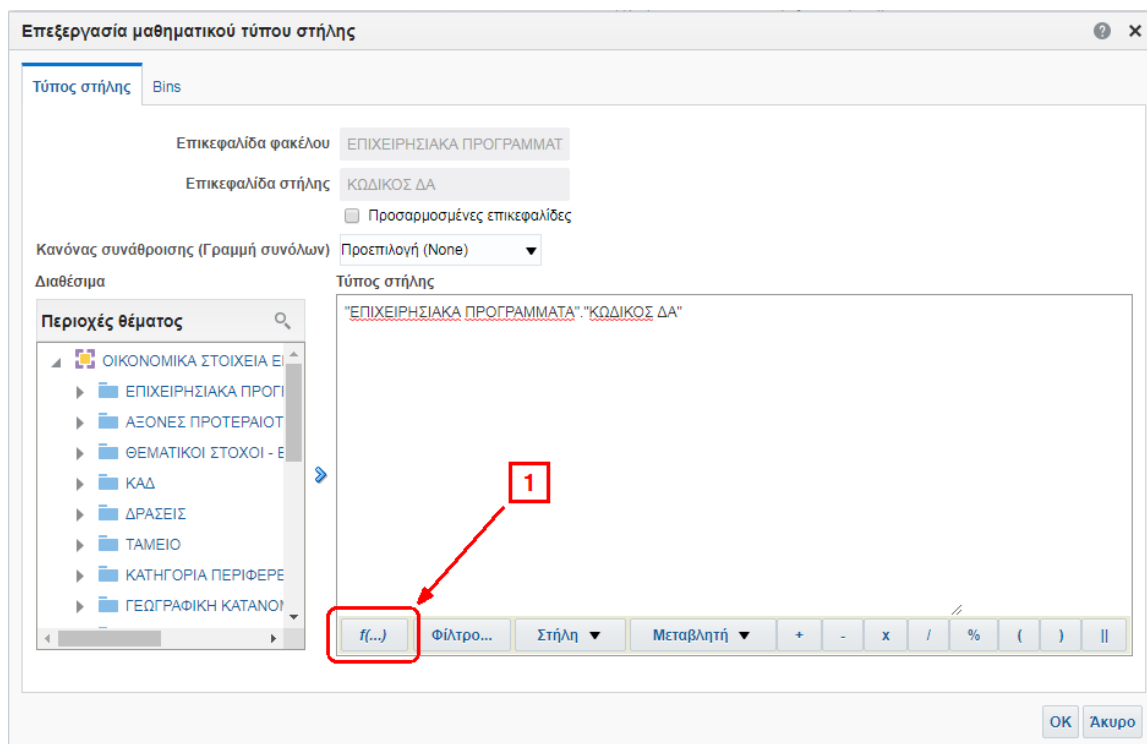 Επεξεργασία μαθηματικού τύπου στήλης
Τύπος στήλης Bins
Επικεφαλίδα φακέλου ΕΠΙΧΕΙΡΗΣΙΑΚΑ ΠΡΟΓΡΑΜΜΑΤ
Επικεφαλίδα στήλης ΚΩΔΙΚΟΣ ΔΑ
Προσαρμοσμένες επικεφαλίδες
Κανόνας συνάθροισης (Γραμμή συνόλων) Προεπιλογή (None)
Διαθέσιμα Τύπος στήλης
Περιοχές θέματος "ΕΠΙΧΕΙΡΗΣΙΑΚΑ ΠΡΟΓΡΑΜΜΑΤΑ"."ΚΩΔΙΚΟΣ ΔΑ"
ΟΙΚΟΝΟΜΙΚΑ ΣΤΟΙΧΕΙΑ ΕΙ
ΕΠΙΧΕΙΡΗΣΙΑΚΑ ΠΡΟΓΙ
ΑΞΟΝΕΣ ΠΡΟΤΕΡΑΙΟΤ
ΘΕΜΑΤΙΚΟΙ ΣΤΟΧΟΙ - Ε
ΚΑΔ
1
ΔΡΑΣΕΙΣ
ΤΑΜΕΙΟ
ΚΑΤΗΓΟΡΙΑ ΠΕΡΙΦΕΡΕ
ΓΕΩΓΡΑΦΙΚΗ ΚΑΤΑΝΟΙ
f(...) Φίλτρο... Στήλη Μεταβλητή + - x / % ( ) ||
OK Άκυρο